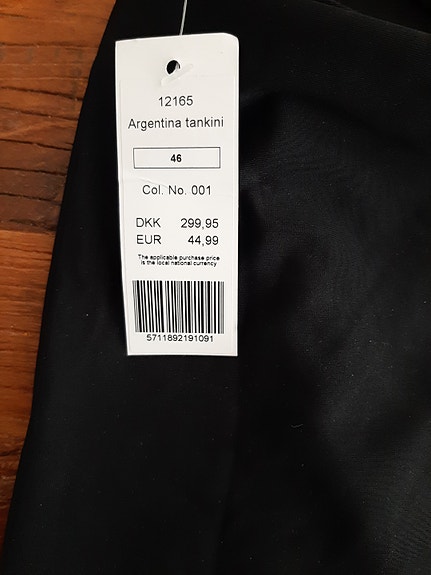 12165
Argentina tankini
46
Col. No. 001
DKK 299,95
EUR 44,99
The applicable purchase price
is the local national currency
5711892191091